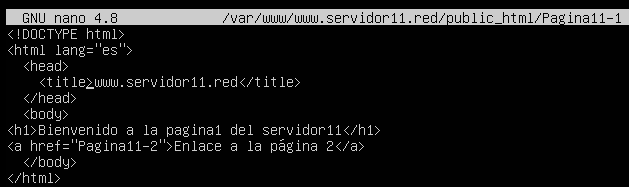 GNU nano 4.8 /var/www/www.servidor11.red/public_html/Pagina11-1
<!DOCTYPE html>
<html lang="es">
<head>
<title>www.servidor11.red</title>
</head>
<body>
<h1>Bienvenido a la pagina1 del servidor11</h1>
<a href="Pagina11-2">Enlace a la página 2</a>
</body>
</html>